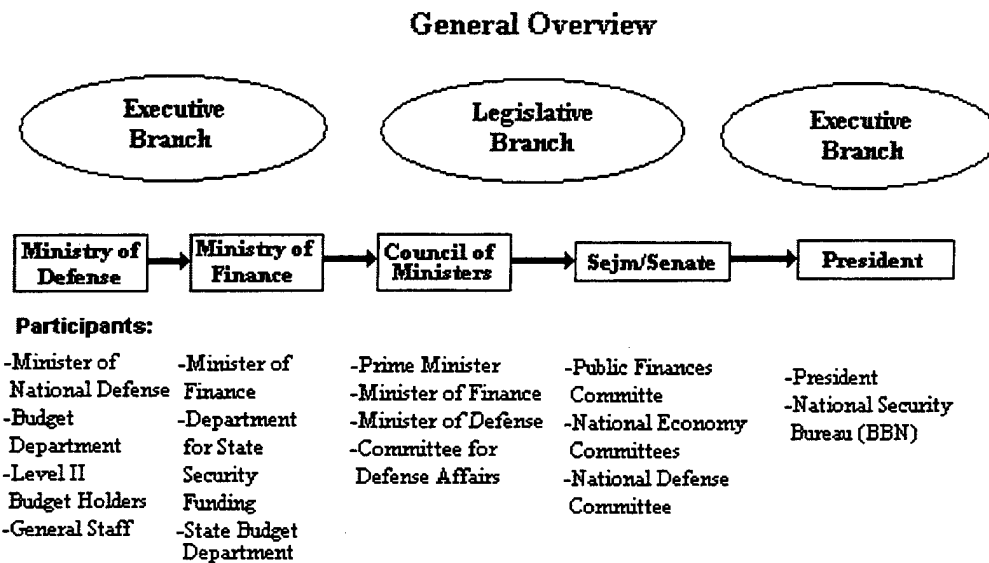 General Overview
Executive
Branch
Legislative
Branch
Executive
Branch
Ministry of
Defense
Ministry of
Finance
Council of
Ministers
Sejm/Senate
President
Participants:
-Minister of
National Defense
-Budget
Department
-Level II
Budget Holders
-General Staff
-Minister of
Finance
-Department
for State
Security
Funding
-State Budget
Department
-Prime Minister
-Minister of Finance
-Minister of Defense
-Committee for
Defense Affairs
-Public Finances
Committe
-National Economy
Committees
-National Defense
Committee
-President
-National Security
Bureau (BBN)